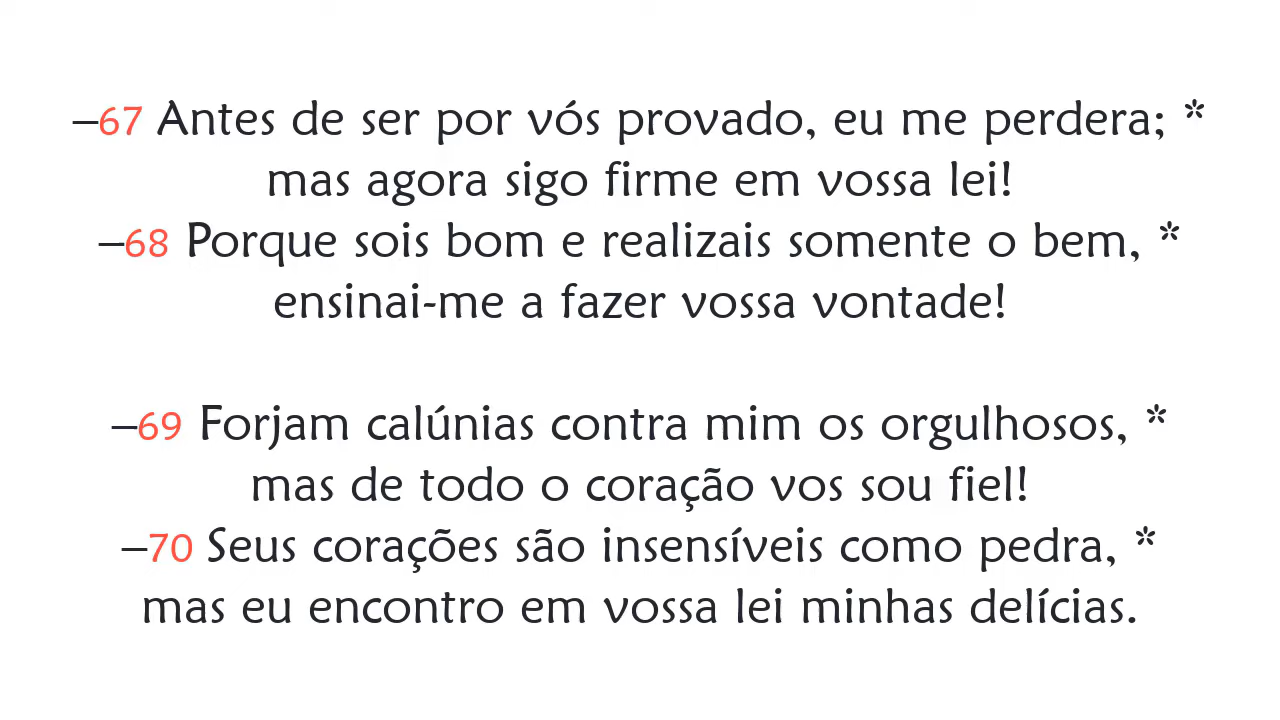 –67 Antes de ser por vós provado, eu me perdera; *
mas agora sigo firme em vossa lei!
–68 Porque sois bom e realizais somente o bem, *
ensinai-me a fazer vossa vontade!
–69 Forjam calúnias contra mim os orgulhosos, *
mas de todo o coração vos sou fiel!
–70 Seus corações são insensíveis como pedra, *
mas eu encontro em vossa lei minhas delícias.